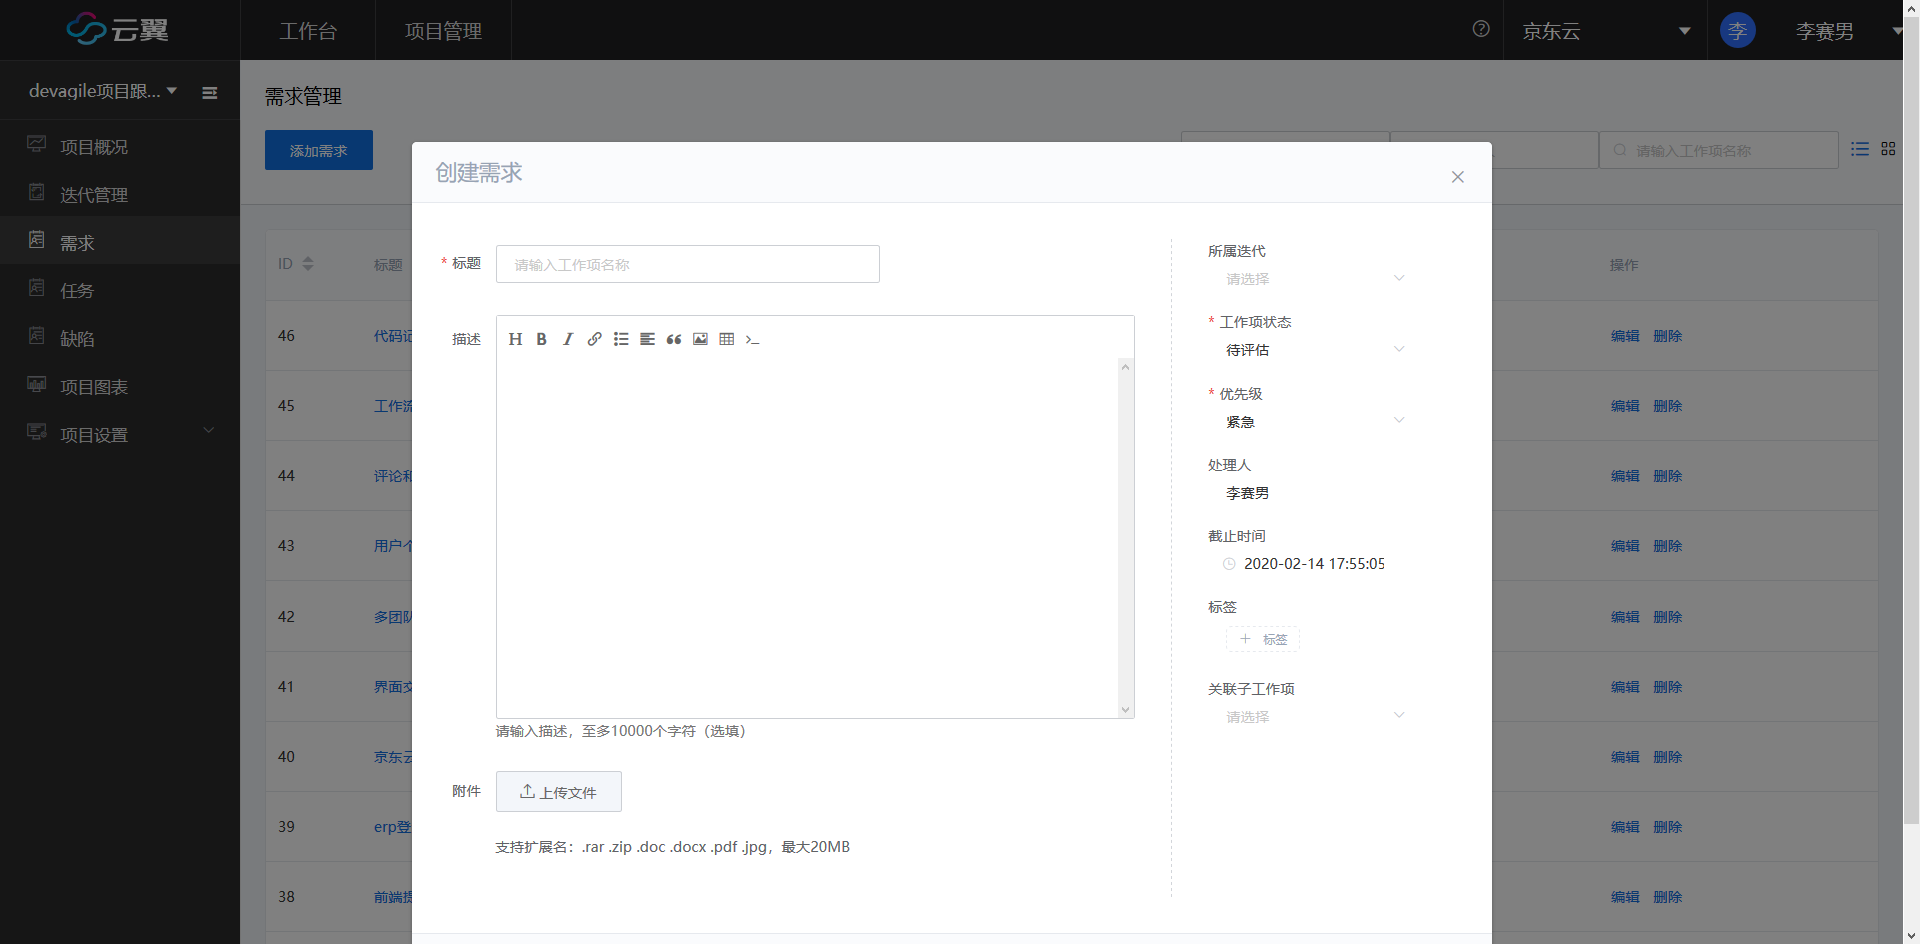 云翼
工作台
项目管理
京东云
李
李赛男
devagile项目跟...
项目概况
迭代管理
需求
任务
缺陷
项目图表
项目设置
需求管理
添加需求
请输入工作项名称
ID
标题
操作
46
代码
编辑 删除
45
工作
编辑 删除
44
评论
编辑 删除
43
用户
编辑 删除
42
多团
编辑 删除
41
界面
编辑 删除
40
京东
编辑 删除
39
erp登
编辑 删除
38
前端
编辑 删除
创建需求
* 标题
请输入工作项名称
描述
H B I
请输入描述，至多10000个字符（选填）
附件
上传文件
支持扩展名：.rar .zip .doc .docx .pdf .jpg，最大20MB
所属迭代
请选择
* 工作项状态
待评估
* 优先级
紧急
处理人
李赛男
截止时间
2020-02-14 17:55:05
标签
+ 标签
关联子工作项
请选择